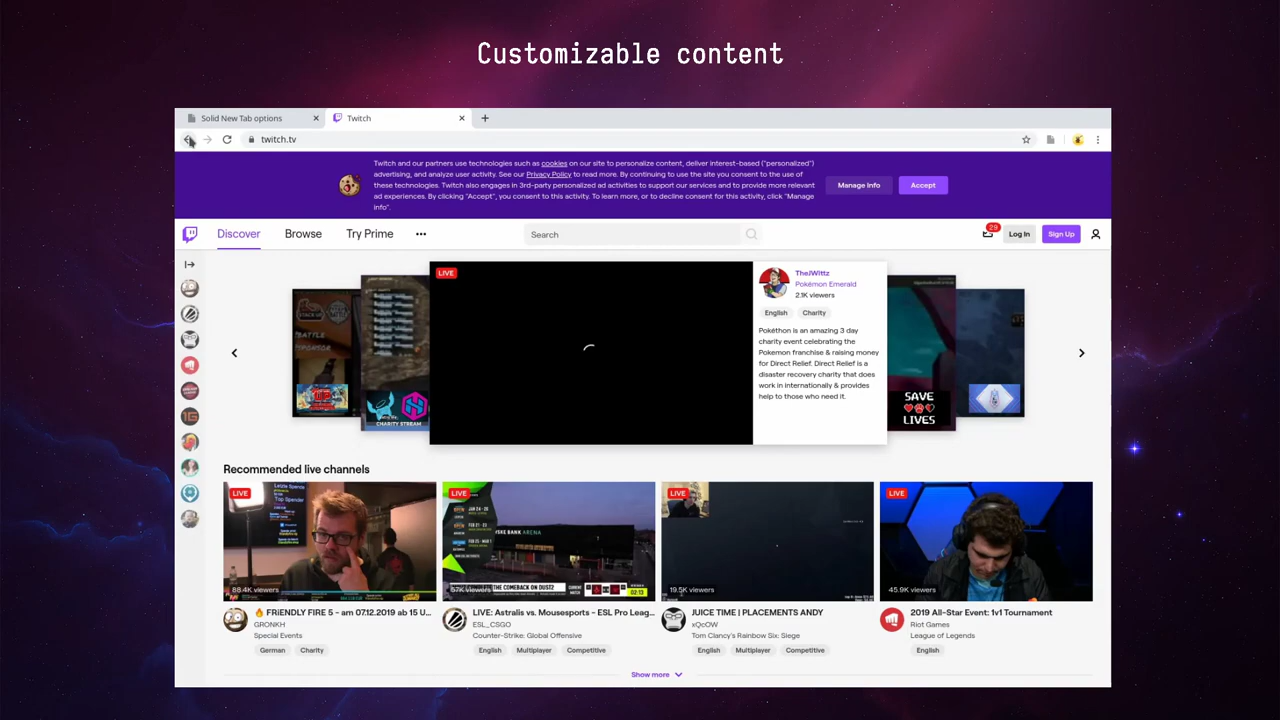 Customizable content
Solid New Tab options
Twitch
twitch.tv
Twitch and our partners use technologies such as cookies on our site to personalize content, deliver interest-based ("personalized")
advertising, and analyze user activity. See our Privacy Policy to read more. By continuing to use the site you consent to the use of
these technologies. Twitch also engages in 3rd-party personalized ad activities to support our services and to provide more relevant
ad experiences. By clicking "Accept", you consent to this activity. To learn more, or to decline consent for this activity, click "Manage
info".
Manage Info
Accept
Discover
Browse
Try Prime
Search
29
Log In
Sign Up
LIVE
TheJWittz
Pokémon Emerald
2.1K viewers
English
Charity
Pokéthon is an amazing 3 day
charity event celebrating the
Pokemon franchise & raising money
for Direct Relief. Direct Relief is a
disaster recovery charity that does
work in internationally & provides
help to those who need it.
CHARITY STREAM
SAVE
LIVES
Recommended live channels
LIVE
88.4K viewers
🔥 FRIENDLY FIRE 5 - am 07.12.2019 ab 15 U...
GRONKH
Special Events
German
Charity
LIVE
57K viewers
LIVE: Astralis vs. Mousesports - ESL Pro Leag...
ESL_CSGO
Counter-Strike: Global Offensive
English
Multiplayer
Competitive
LIVE
19.5K viewers
JUICE TIME | PLACEMENTS ANDY
xQcOW
Tom Clancy's Rainbow Six: Siege
English
Multiplayer
Competitive
LIVE
45.9K viewers
2019 All-Star Event: 1v1 Tournament
Riot Games
League of Legends
English
Show more